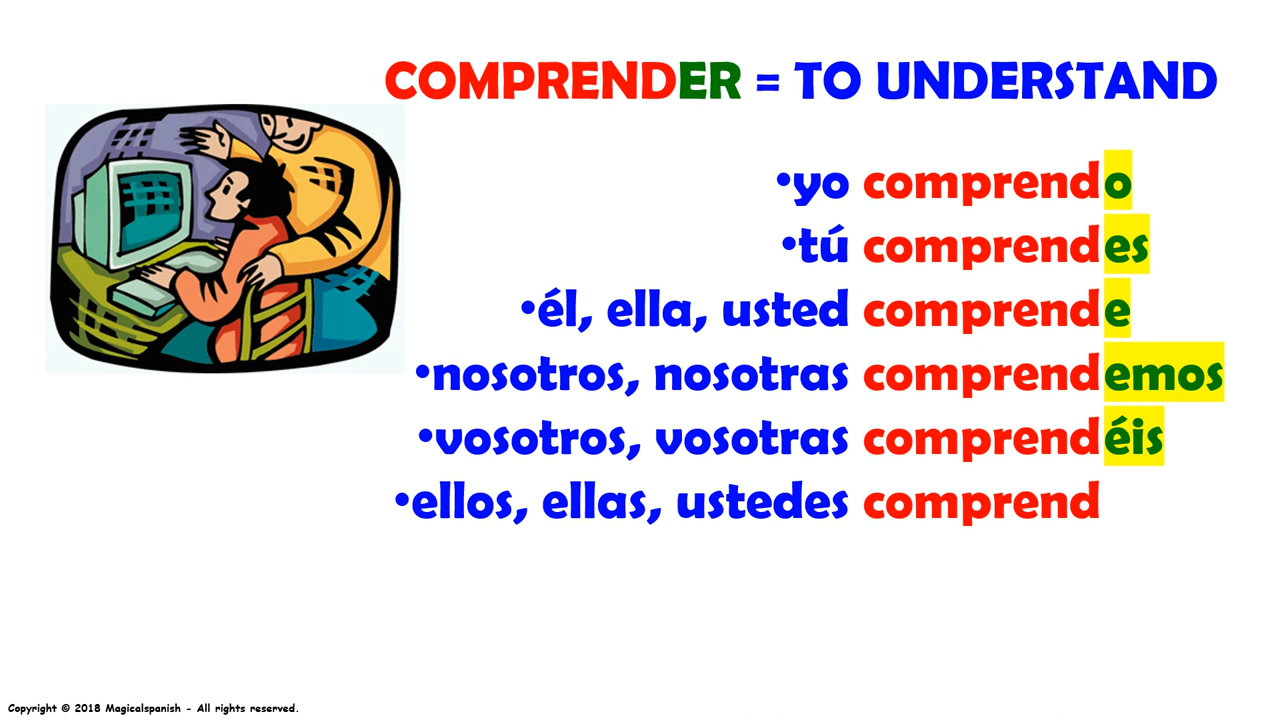 COMPRENDER = TO UNDERSTAND
•yo comprendo
•tú comprendes
•él, ella, usted comprende
•nosotros, nosotras comprendemos
•vosotros, vosotras comprendéis
•ellos, ellas, ustedes comprend
Copyright © 2018 Magicalspanish - All rights reserved.